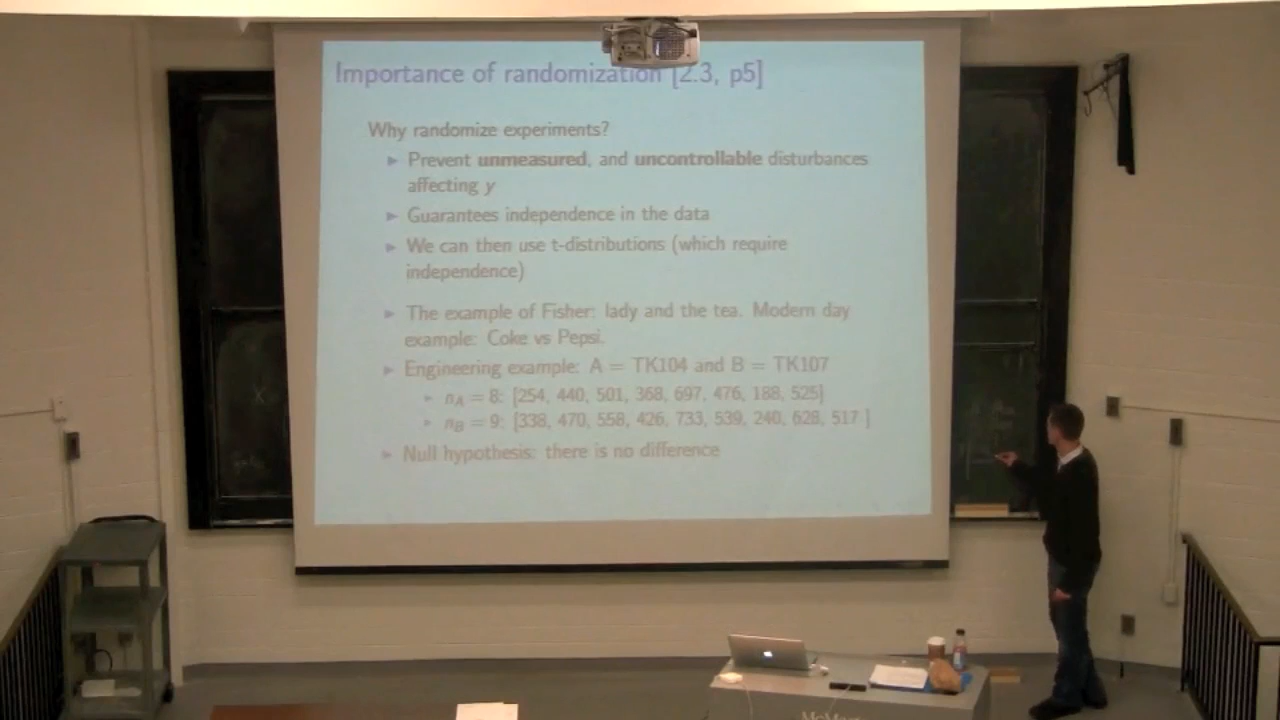 Importance of randomization [2.3, p5]
Why randomize experiments?
► Prevent unmeasured, and uncontrollable disturbances
affecting y
► Guarantees independence in the data
► We can then use t-distributions (which require
independence)
► The example of Fisher: lady and the tea. Modern day
example: Coke vs Pepsi.
► Engineering example: A = TK104 and B = TK107
► n_A = 8: [254, 440, 501, 368, 697, 476, 188, 525]
► n_B = 9: [338, 470, 558, 426, 733, 539, 240, 628, 517 ]
► Null hypothesis: there is no difference